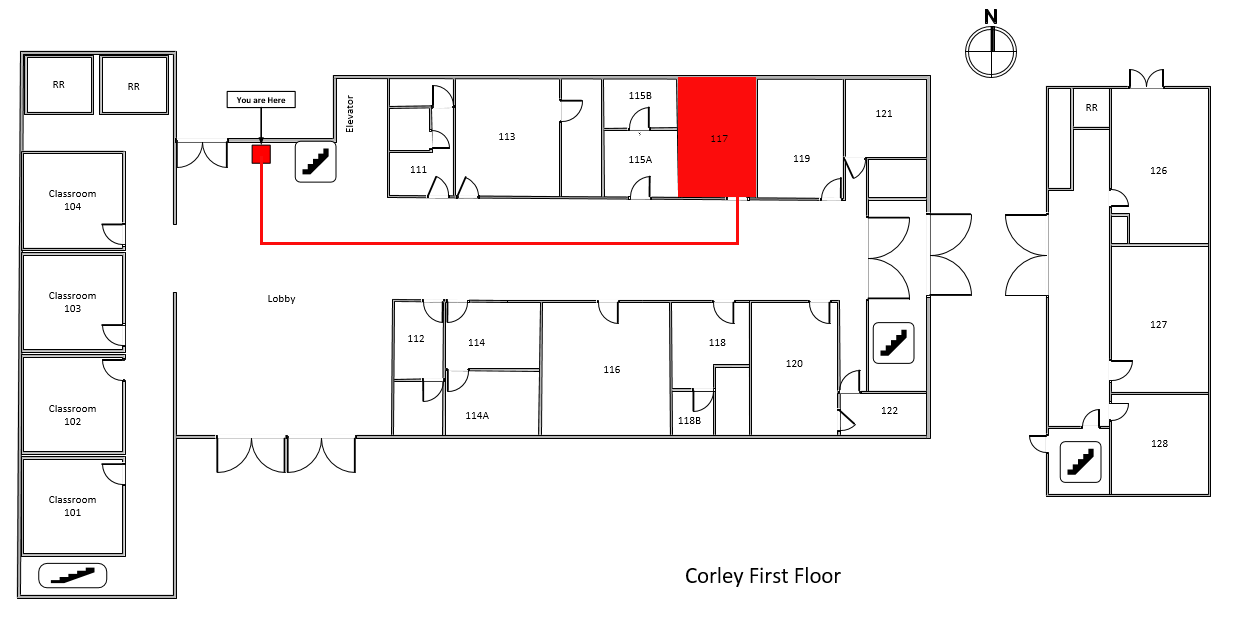 N
RR
RR
You are Here
Elevator
115B
117
121
RR
113
119
115A
111
126
Classroom
104
Classroom
103
Lobby
112
114
118
127
116
120
Classroom
102
114A
118B
122
128
Classroom
101
Corley First Floor